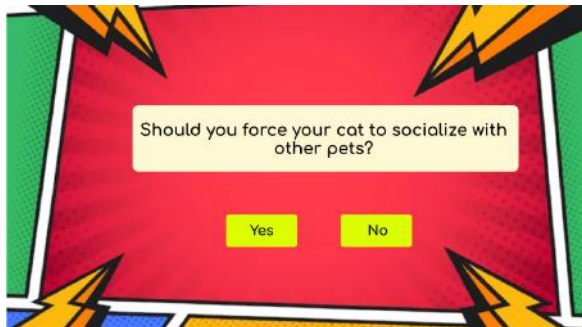 Should you force your cat to socialize with
other pets?
Yes
No